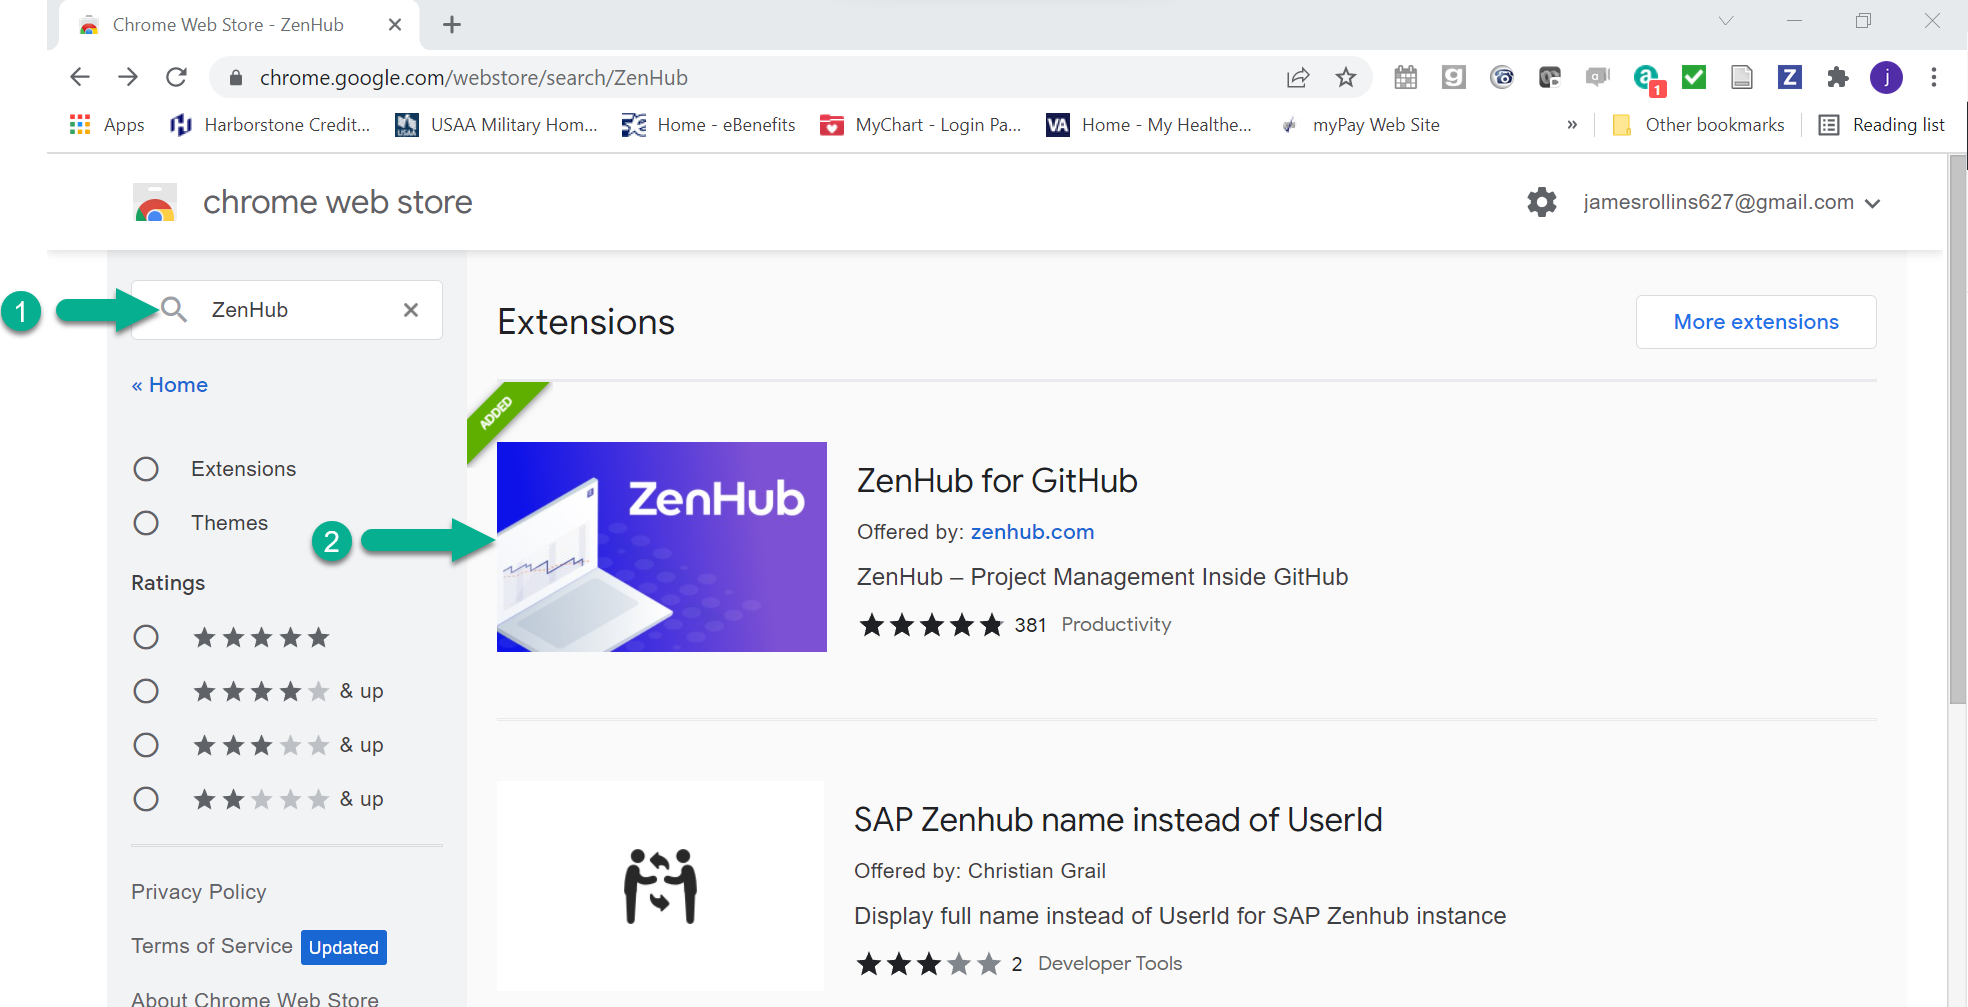 Chrome Web Store - ZenHub
chrome.google.com/webstore/search/ZenHub
1
j
Apps
Harborstone Credit...
USAA Military Hom...
Home - eBenefits
MyChart - Login Pa...
VA
Home - My Healthe...
myPay Web Site
»
Other bookmarks
Reading list
chrome web store
jamesrollins627@gmail.com
1
ZenHub
Extensions
More extensions
« Home
ADDED
Extensions
Themes
2
ZenHub
ZenHub for GitHub
Offered by: zenhub.com
ZenHub – Project Management Inside GitHub
381 Productivity
Ratings
& up
& up
& up
SAP Zenhub name instead of UserId
Offered by: Christian Grail
Display full name instead of UserId for SAP Zenhub instance
2 Developer Tools
Privacy Policy
Terms of Service Updated
About Chrome Web Store